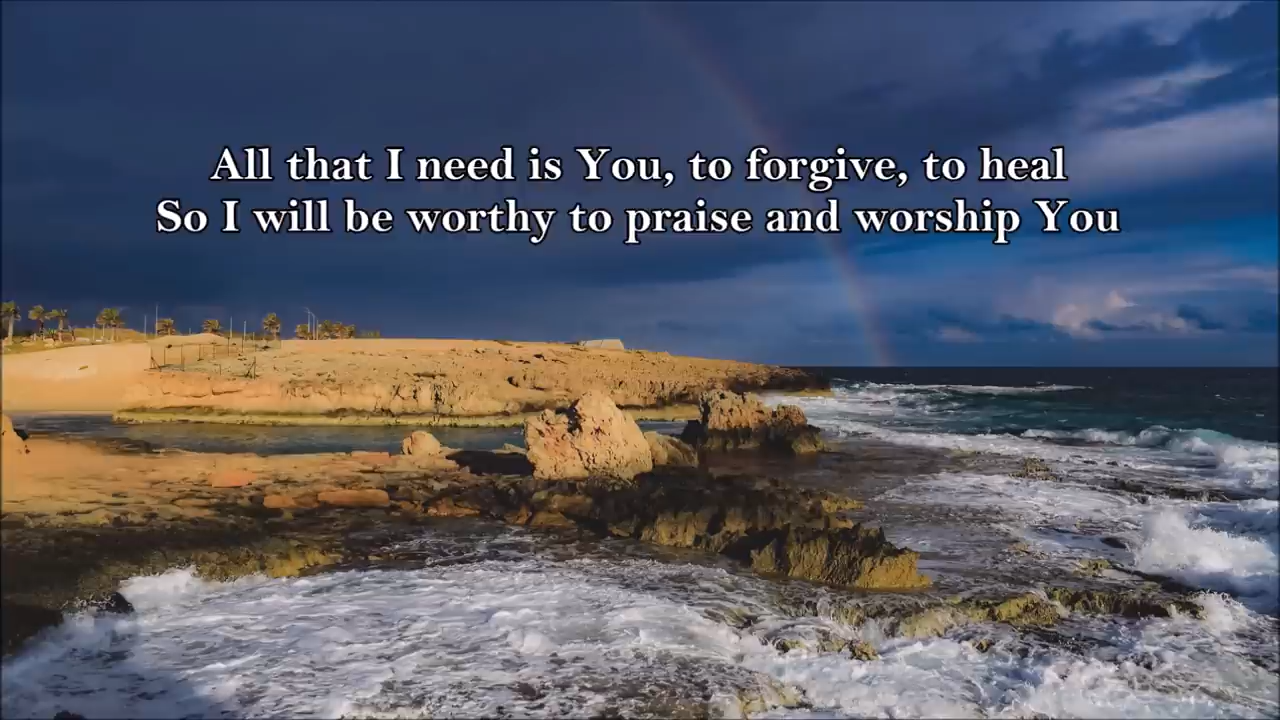 All that I need is You, to forgive, to heal
So I will be worthy to praise and worship You